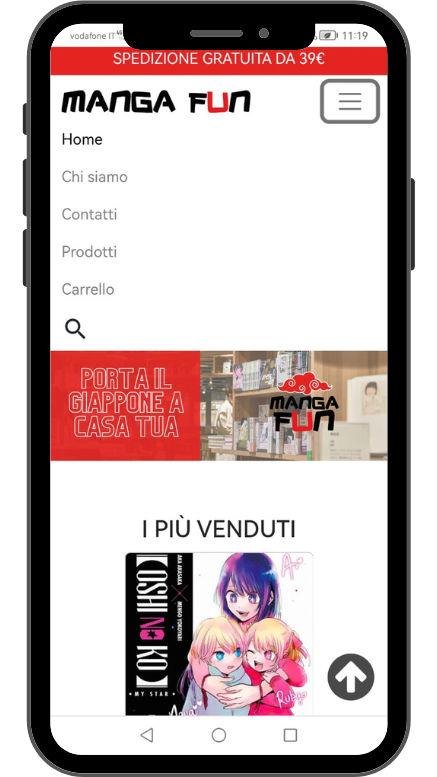 vodafone IT
11:19
SPEDIZIONE GRATUITA DA 39€
MANGA FUN
Home
Chi siamo
Contatti
Prodotti
Carrello
PORTA IL
GIAPPONE A
CASA TUA
MANGA
FUN
I PIÙ VENDUTI
AKA AKASAKA × MENGO YOKOYARI
[OSHI NO KO]
• MY STAR •
Ai
Ruby